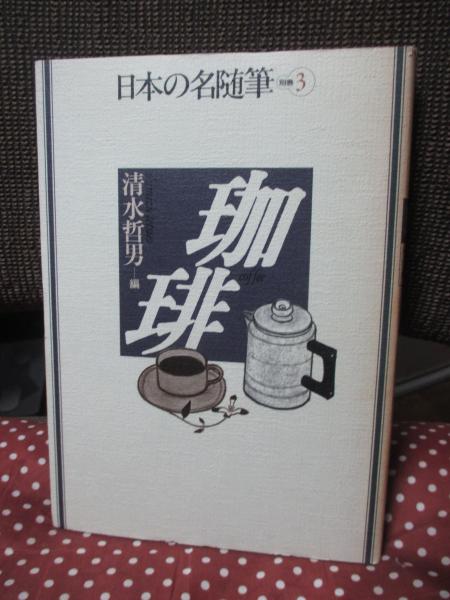 日本の名随筆 別巻3
珈琲
coffee
清水哲男―編